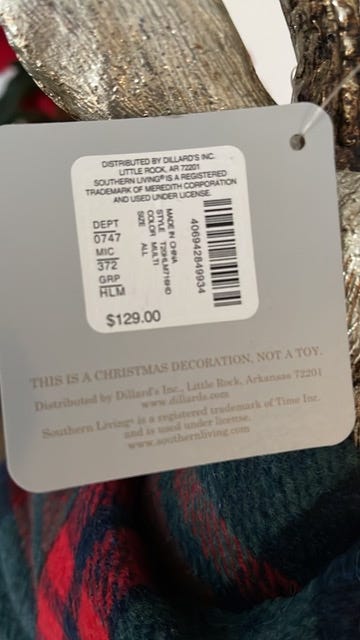 DISTRIBUTED BY DILLARD'S INC.
LITTLE ROCK, AR 72201
SOUTHERN LIVING® IS A REGISTERED
TRADEMARK OF MEREDITH CORPORATION
AND USED UNDER LICENSE.
DEPT
0747
MIC
372
GRP
HLM
MADE IN CHINA
STYLE T20HLM716HD
COLOR MULTI
SIZE ALL
406942849934
$129.00
THIS IS A CHRISTMAS DECORATION, NOT A TOY.
Distributed by Dillard's Inc., Little Rock, Arkansas 72201
www.dillards.com
Southern Living® is a registered trademark of Time Inc.
and is used under license.
www.southernliving.com